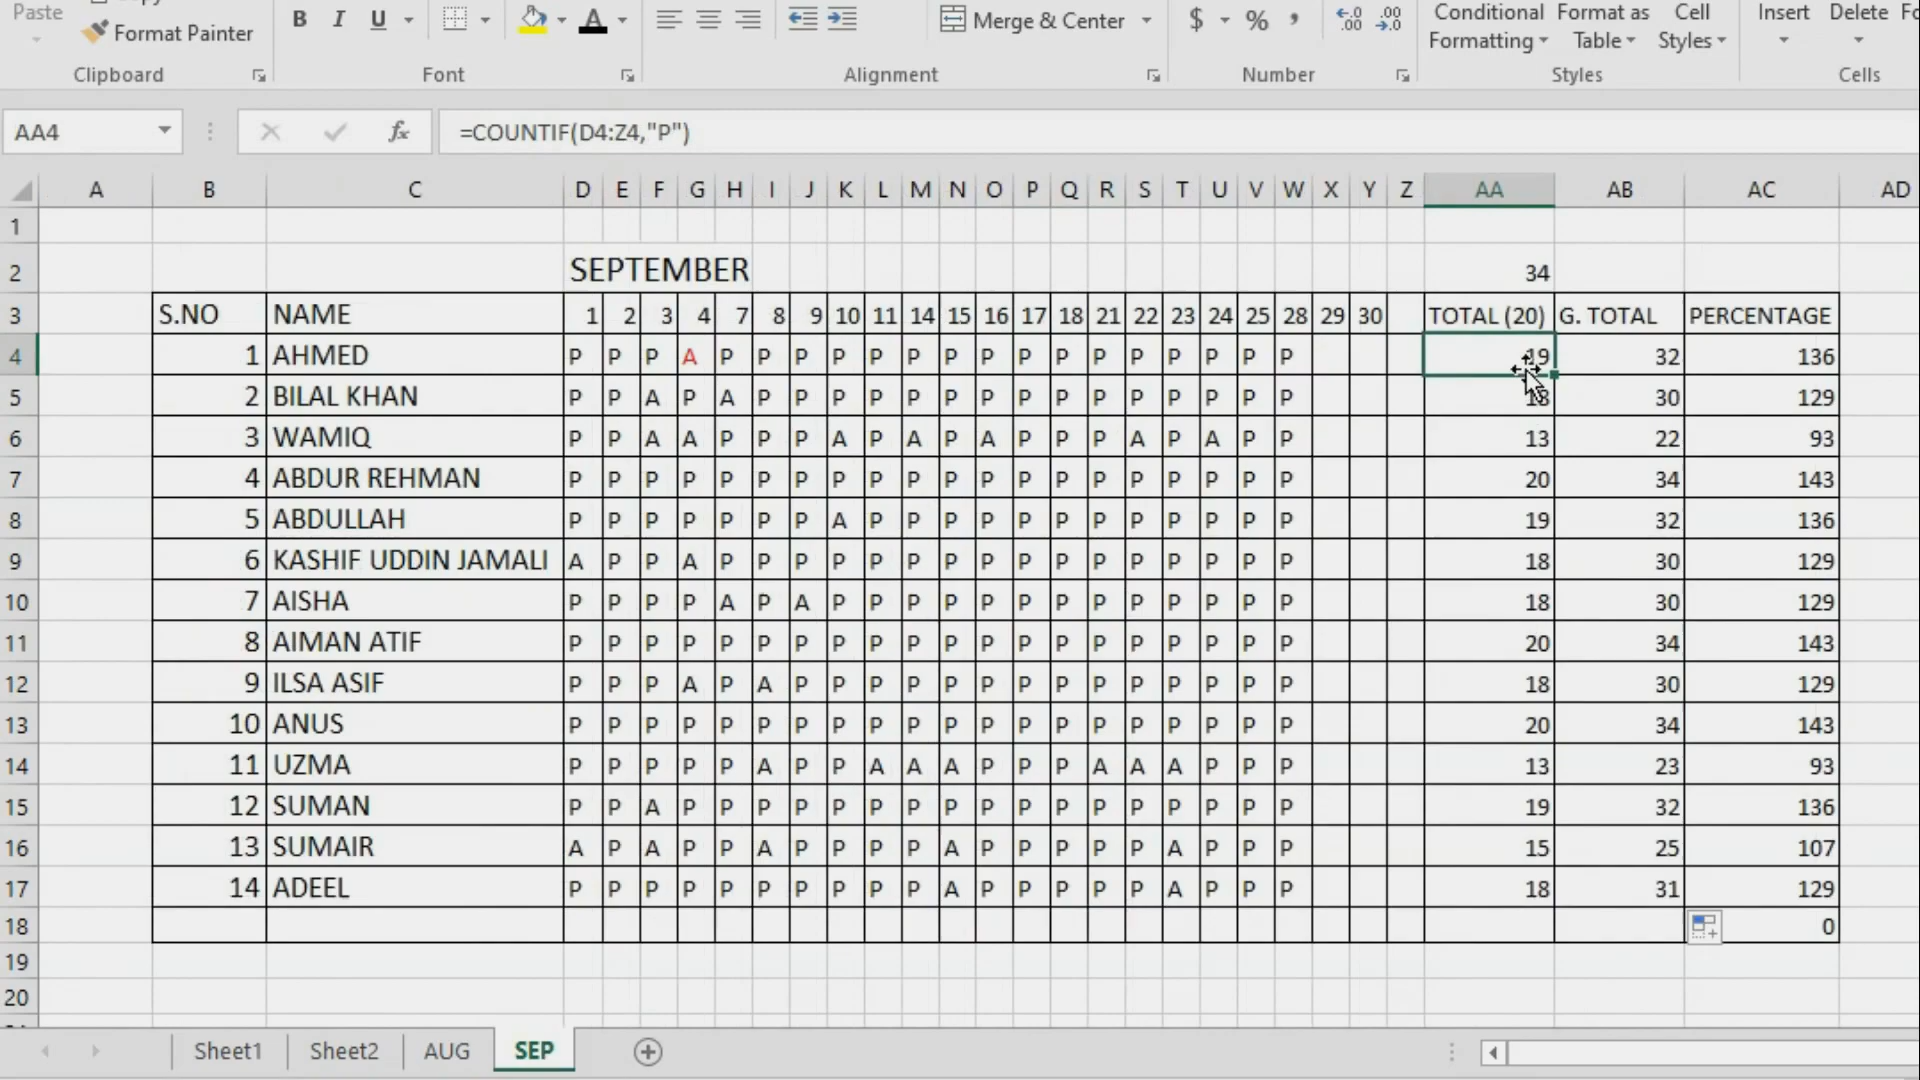 Paste
Format Painter
B I U A
Merge & Center
$ % ,
Conditional Formatting
Format as Table
Cell Styles
Insert Delete
Clipboard Font Alignment Number Styles Cells
AA4 fx =COUNTIF(D4:Z4,"P")
A B C D E F G H I J K L M N O P Q R S T U V W X Y Z AA AB AC AD
1
2 SEPTEMBER 34
3 S.NO NAME 1 2 3 4 7 8 9 10 11 14 15 16 17 18 21 22 23 24 25 28 29 30 TOTAL (20) G. TOTAL PERCENTAGE
4 1 AHMED P P P A P P P P P P P P P P P P P P P P 19 32 136
5 2 BILAL KHAN P P A P A P P P P P P P P P P P P P P P 18 30 129
6 3 WAMIQ P P A A P P P A P A P A P P P A P A P P 13 22 93
7 4 ABDUR REHMAN P P P P P P P P P P P P P P P P P P P P 20 34 143
8 5 ABDULLAH P P P P P P P A P P P P P P P P P P P P 19 32 136
9 6 KASHIF UDDIN JAMALI A P P A P P P P P P P P P P P P P P P P 18 30 129
10 7 AISHA P P P P A P A P P P P P P P P P P P P P 18 30 129
11 8 AIMAN ATIF P P P P P P P P P P P P P P P P P P P P 20 34 143
12 9 ILSA ASIF P P P A P A P P P P P P P P P P P P P P 18 30 129
13 10 ANUS P P P P P P P P P P P P P P P P P P P P 20 34 143
14 11 UZMA P P P P P A P P A A A P P P A A A P P P 13 23 93
15 12 SUMAN P P A P P P P P P P P P P P P P P P P P 19 32 136
16 13 SUMAIR A P A P P A P P P P A P P P P P A P P P 15 25 107
17 14 ADEEL P P P P P P P P P P A P P P P P A P P P 18 31 129
18 0
19
20
Sheet1 Sheet2 AUG SEP